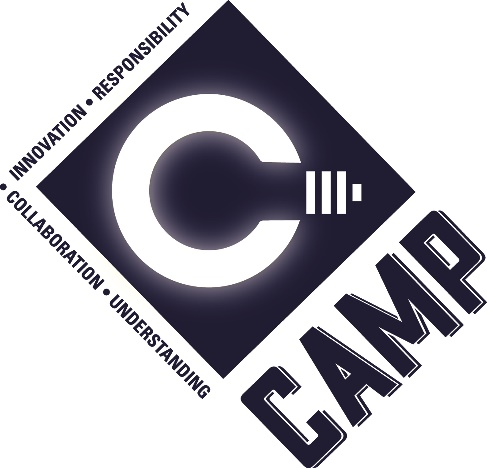 INNOVATION • RESPONSIBILITY
• COLLABORATION • UNDERSTANDING
C
CAMP